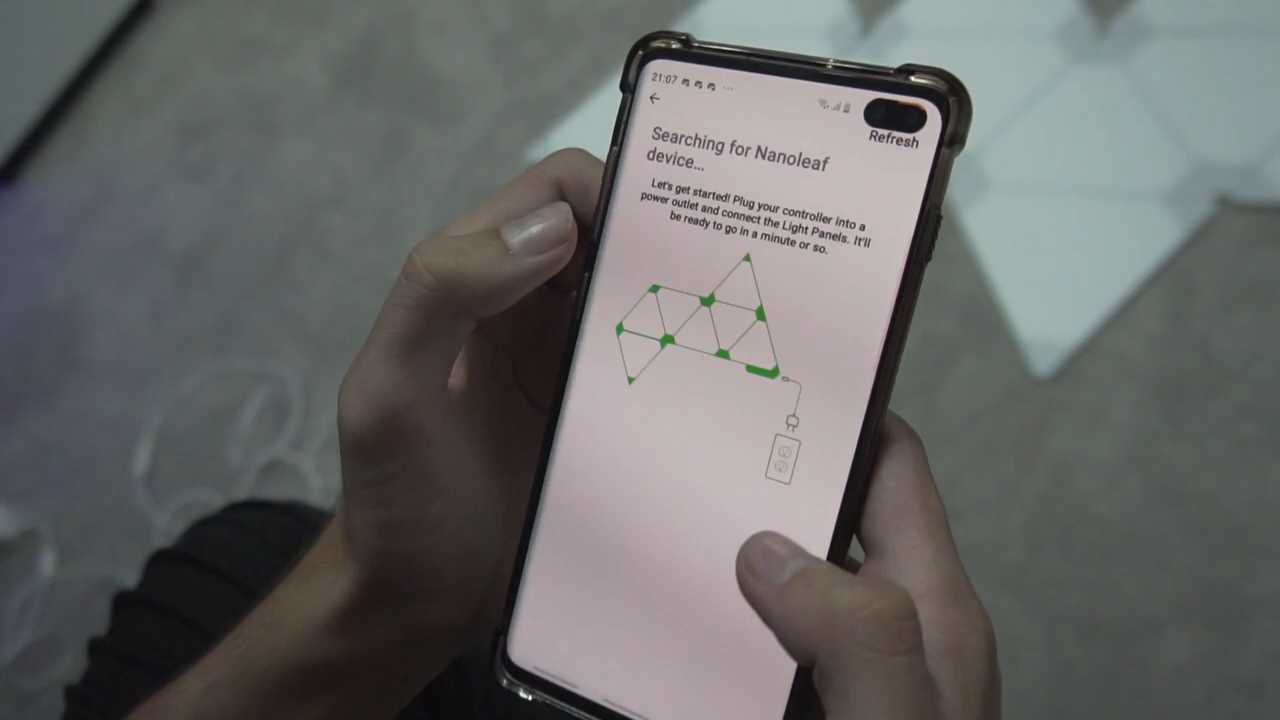 21:07
Refresh
Searching for Nanoleaf
device...
Let's get started! Plug your controller into a
power outlet and connect the Light Panels. It'll
be ready to go in a minute or so.